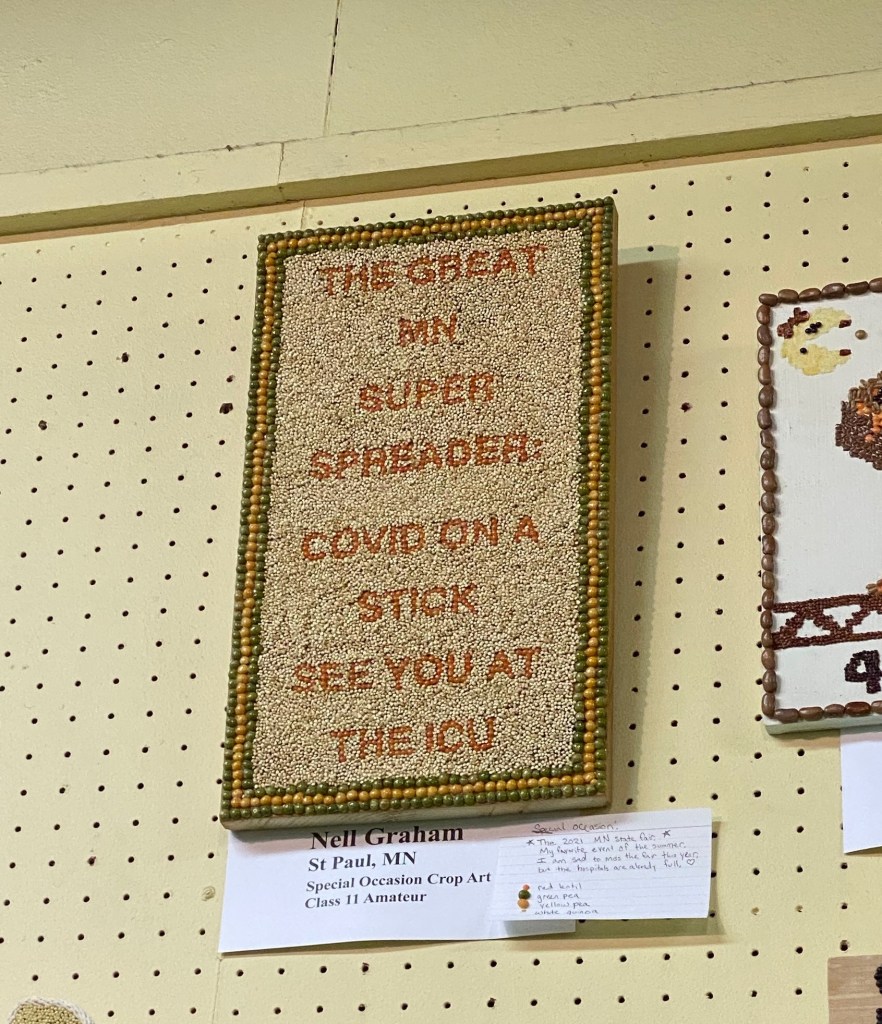 THE GREAT
MN
SUPER
SPREADER:
COVID ON A
STICK
SEE YOU AT
THE ICU
Nell Graham
St Paul, MN
Special Occasion Crop Art
Class 11 Amateur
Special Occasion:
* The 2021 MN State Fair *
My favorite event of the summer.
I am sad to miss the fair this year,
but the hospitals are already full. ♡
red lentil
green pea
yellow pea
white quinoa
4